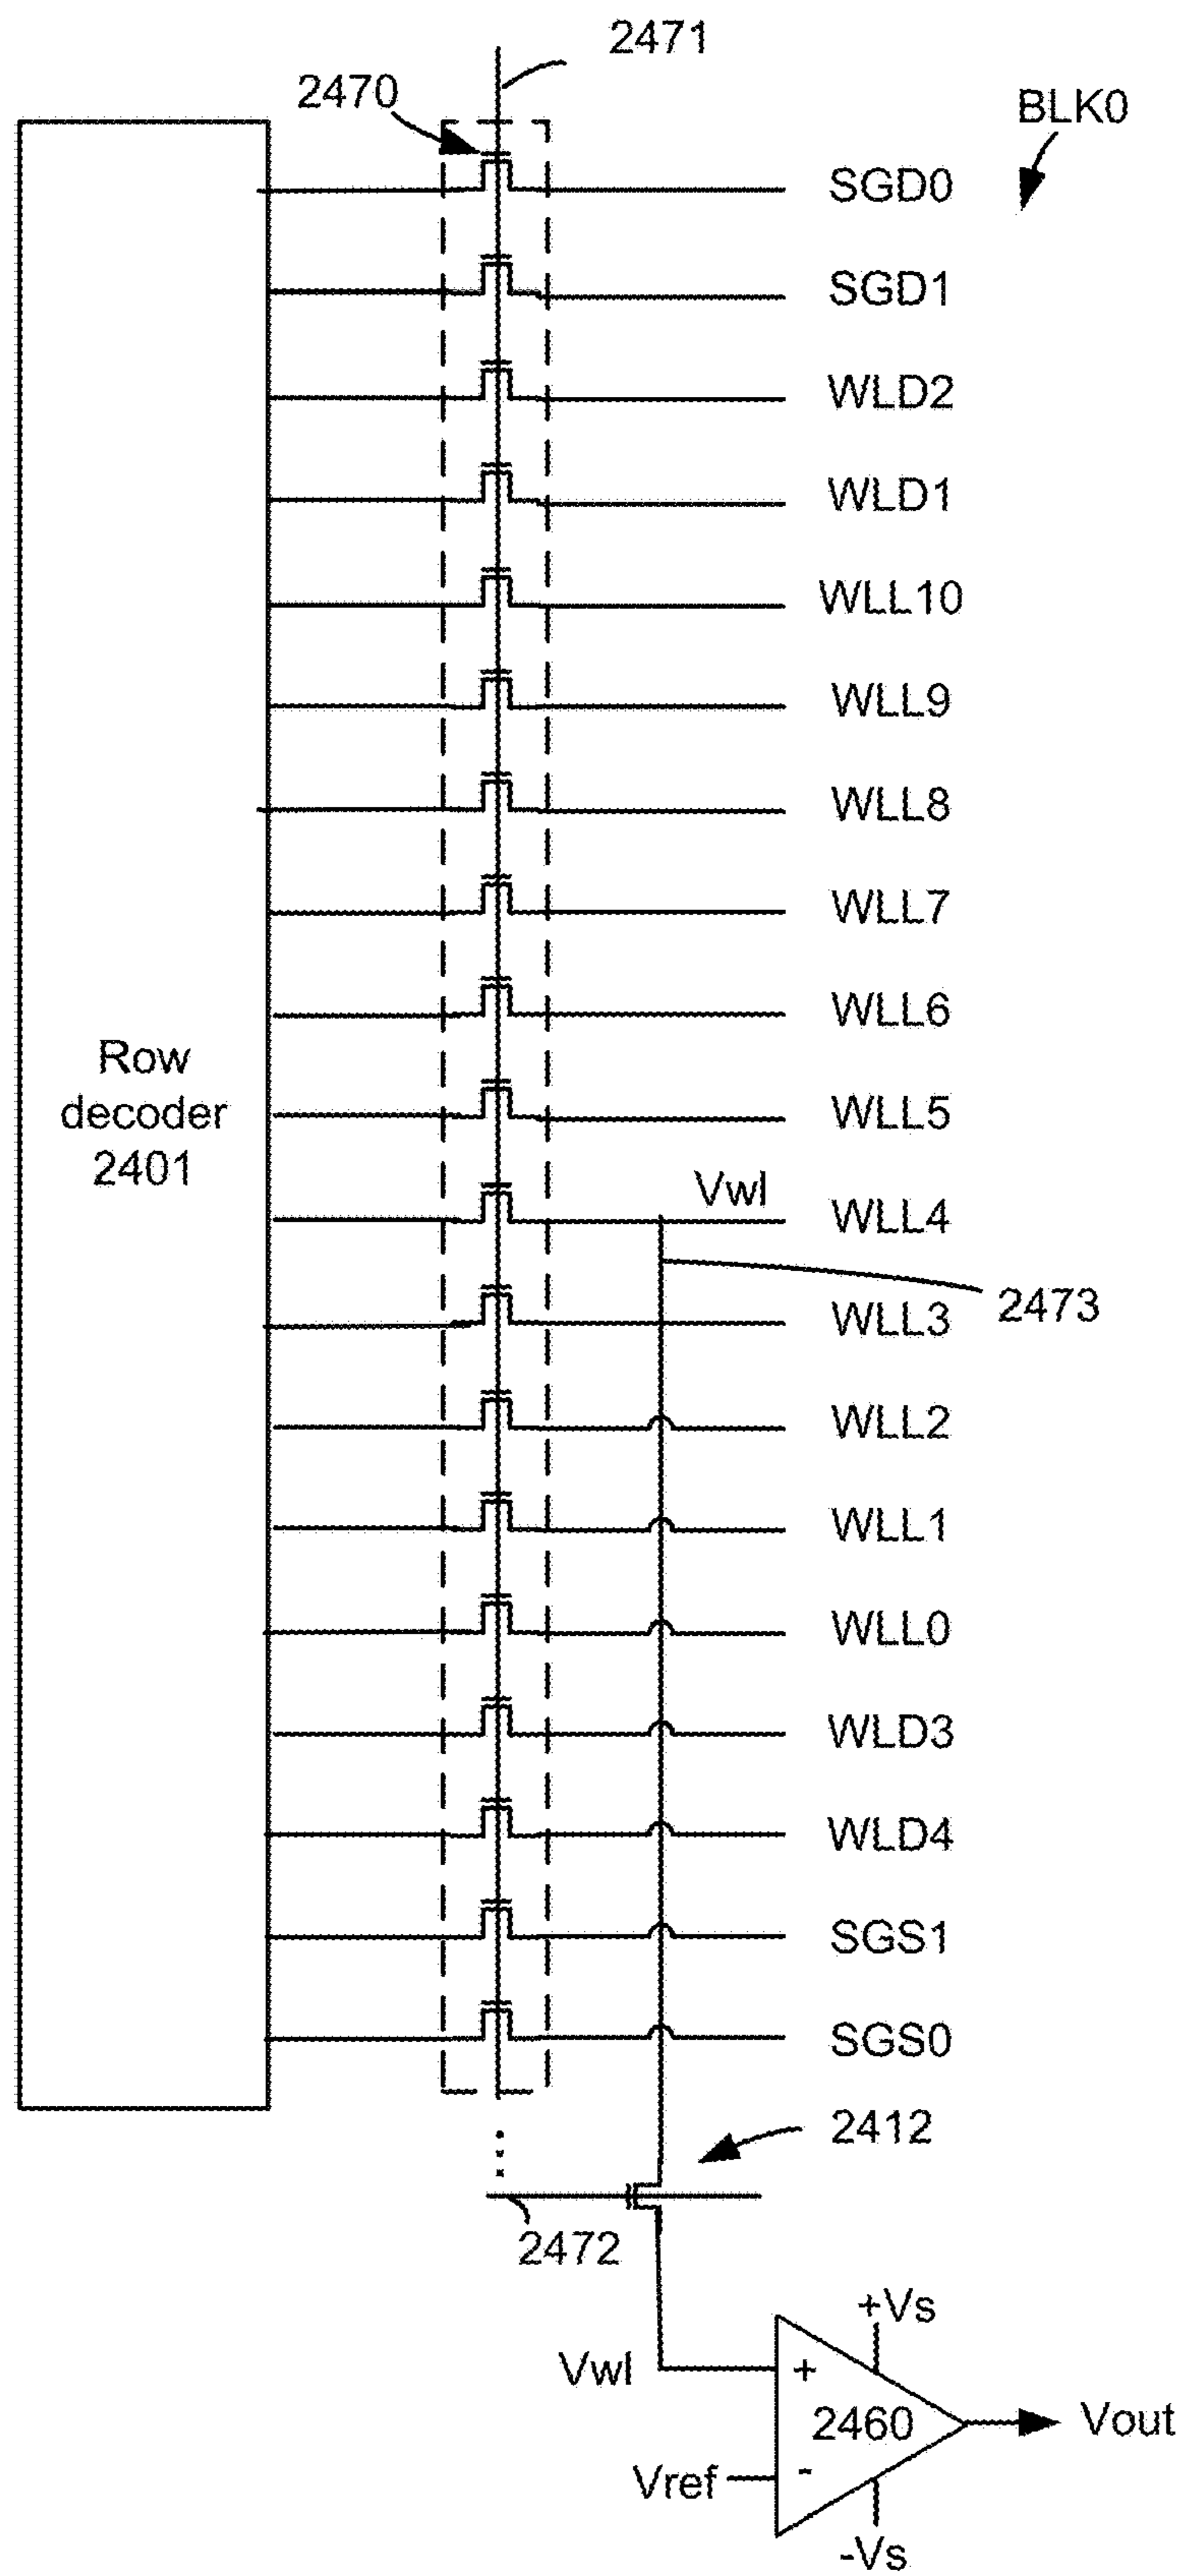 2471
2470
BLK0
SGD0
SGD1
WLD2
WLD1
WLL10
WLL9
WLL8
WLL7
WLL6
Row
decoder
2401
WLL5
Vwl
WLL4
2473
WLL3
WLL2
WLL1
WLL0
WLD3
WLD4
SGS1
SGS0
2412
2472
+Vs
Vwl
+
2460
Vout
Vref
-
-Vs